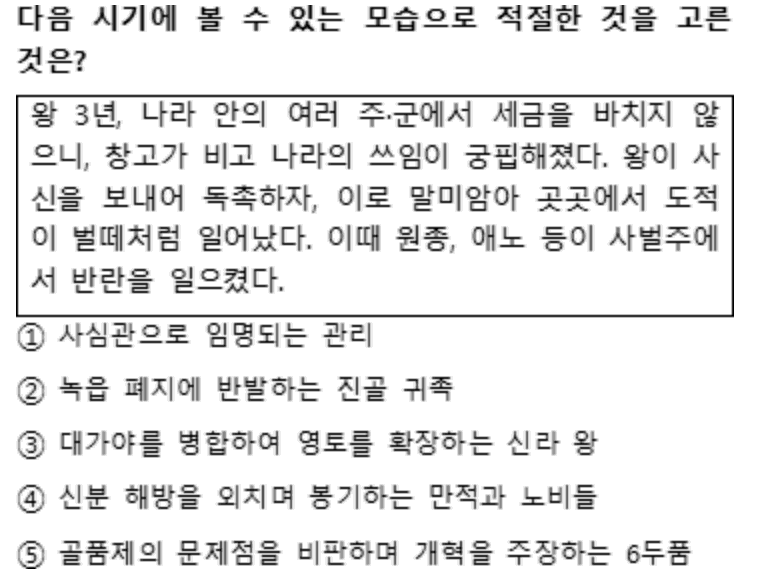 다음 시기에 볼 수 있는 모습으로 적절한 것을 고른
것은?
왕 3년, 나라 안의 여러 주·군에서 세금을 바치지 않
으니, 창고가 비고 나라의 쓰임이 궁핍해졌다. 왕이 사
신을 보내어 독촉하자, 이로 말미암아 곳곳에서 도적
이 벌떼처럼 일어났다. 이때 원종, 애노 등이 사벌주에
서 반란을 일으켰다.
① 사심관으로 임명되는 관리
② 녹읍 폐지에 반발하는 진골 귀족
③ 대가야를 병합하여 영토를 확장하는 신라 왕
④ 신분 해방을 외치며 봉기하는 만적과 노비들
⑤ 골품제의 문제점을 비판하며 개혁을 주장하는 6두품